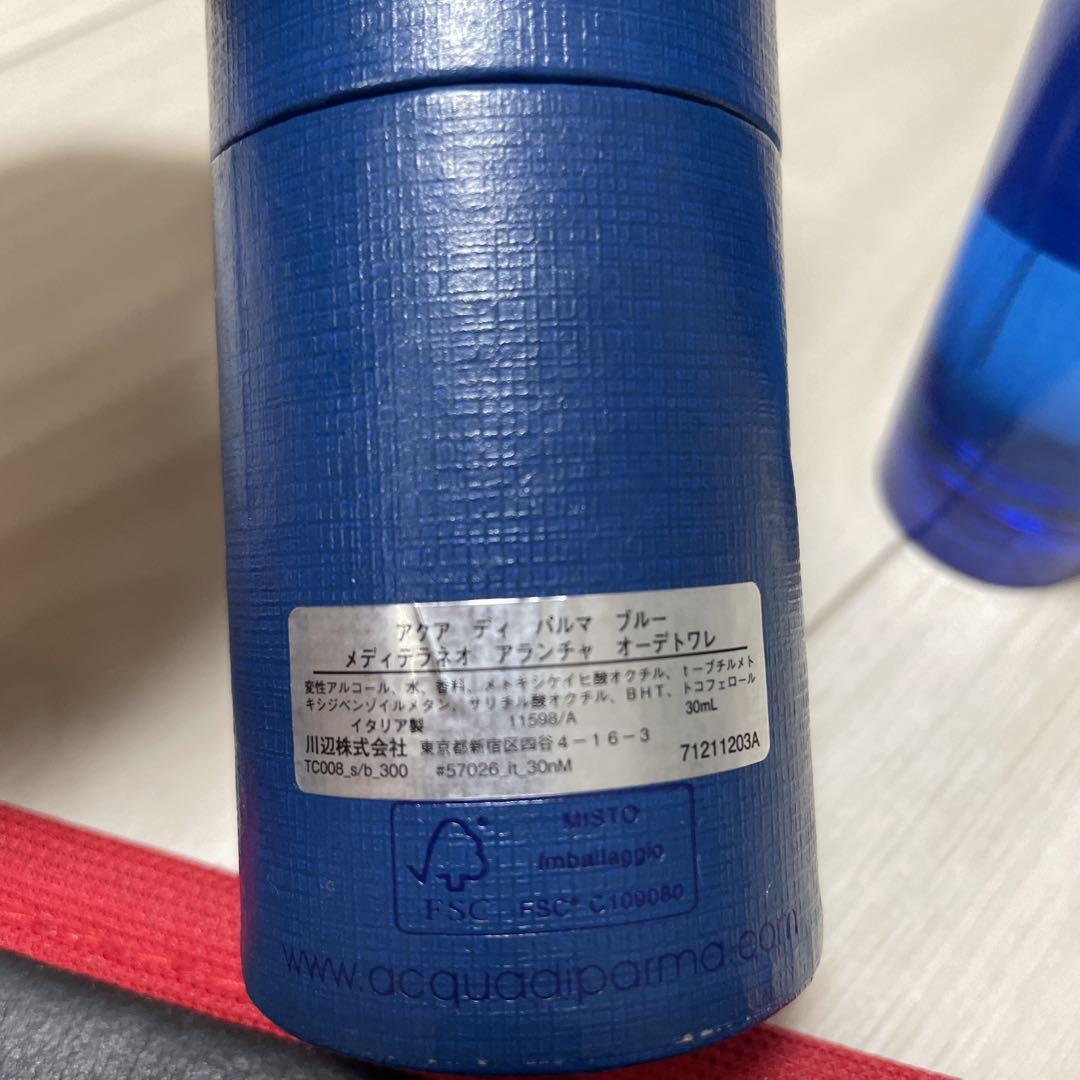 アクア ディ パルマ ブルー
メディテラネオ アランチャ オーデトワレ
変性アルコール、水、香料、メトキシケイヒ酸オクチル、t－ブチルメト
キシジベンゾイルメタン、サリチル酸オクチル、BHT、トコフェロール
イタリア製 11598/A 30mL
川辺株式会社 東京都新宿区四谷4－16－3 71211203A
TC008_s/b_300 #57026_It_30nM
MISTO
Imballaggio
FSC FSC® C109080
www.acquadiparma.com